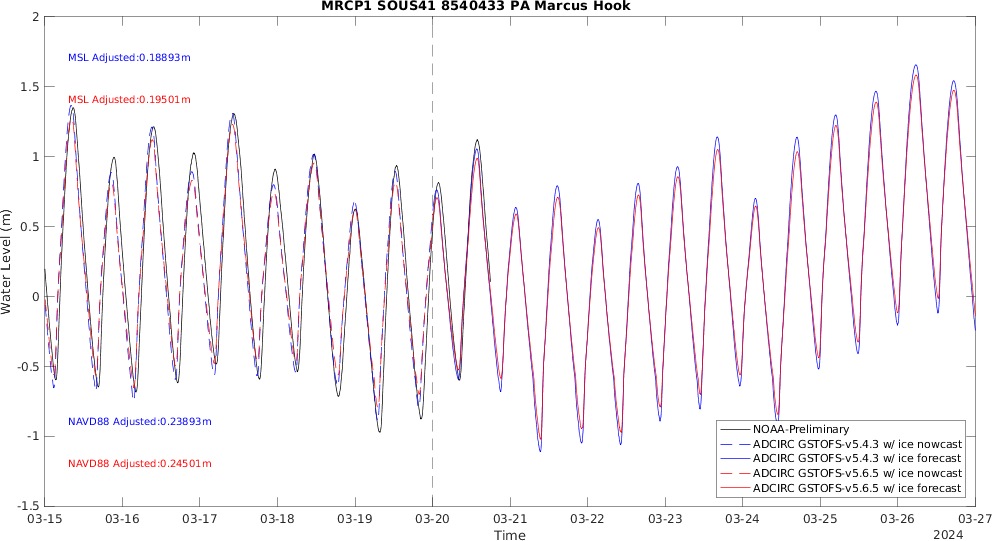 MRCP1 SOUS41 8540433 PA Marcus Hook
2
1.5
1
0.5
0
-0.5
-1
-1.5
Water Level (m)
MSL Adjusted:0.18893m
MSL Adjusted:0.19501m
NAVD88 Adjusted:0.23893m
NAVD88 Adjusted:0.24501m
NOAA-Preliminary
ADCIRC GSTOFS-v5.4.3 w/ ice nowcast
ADCIRC GSTOFS-v5.4.3 w/ ice forecast
ADCIRC GSTOFS-v5.6.5 w/ ice nowcast
ADCIRC GSTOFS-v5.6.5 w/ ice forecast
03-15 03-16 03-17 03-18 03-19 03-20 03-21 03-22 03-23 03-24 03-25 03-26 03-27
Time
2024